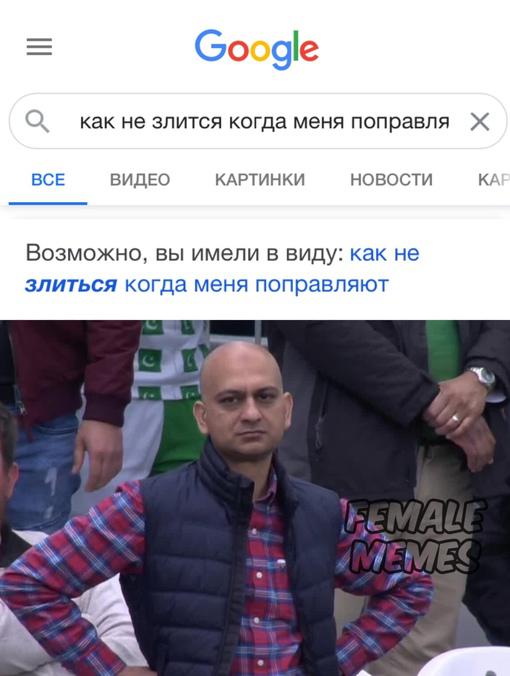 Google
как не злится когда меня поправля
ВСЕ ВИДЕО КАРТИНКИ НОВОСТИ КАР
Возможно, вы имели в виду: как не
злиться когда меня поправляют
FEMALE
MEMES